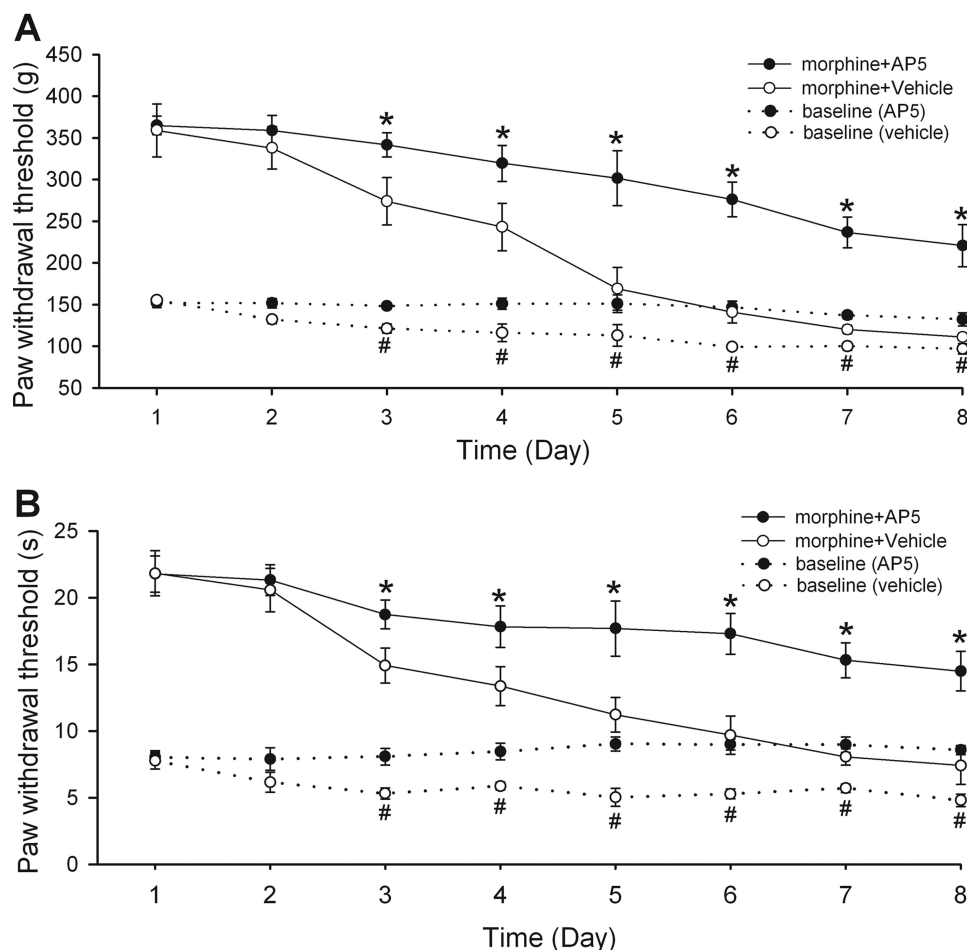 A
Paw withdrawal threshold (g)
450
400
350
300
250
200
150
100
50
morphine+AP5
morphine+Vehicle
baseline (AP5)
baseline (vehicle)
* * * * * *
# # # # # #
1 2 3 4 5 6 7 8
Time (Day)
B
Paw withdrawal threshold (s)
25
20
15
10
5
0
morphine+AP5
morphine+Vehicle
baseline (AP5)
baseline (vehicle)
* * * * * *
# # # # # #
1 2 3 4 5 6 7 8
Time (Day)